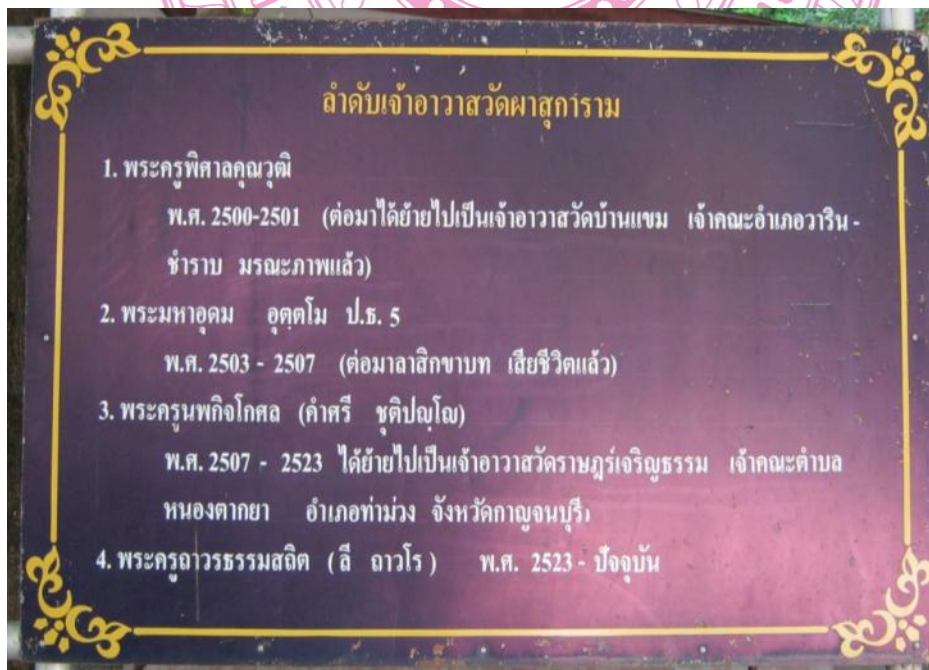 ลำดับเจ้าอาวาสวัดผาสุการาม
1. พระครูพิศาลคุณวุฒิ
พ.ศ. 2500-2501 (ต่อมาได้ย้ายไปเป็นเจ้าอาวาสวัดบ้านแขม เจ้าคณะอำเภอวาริน -
ชำราบ มรณะภาพแล้ว)
2. พระมหาอุดม อุตฺตโม ป.ธ. 5
พ.ศ. 2503 - 2507 (ต่อมาลาสิกขาบท เสียชีวิตแล้ว)
3. พระครูนพกิจโกศล (คำศรี ชุติปญฺโญ)
พ.ศ. 2507 - 2523 ได้ย้ายไปเป็นเจ้าอาวาสวัดราษฎร์เจริญธรรม เจ้าคณะตำบล
หนองตากยา อำเภอท่าม่วง จังหวัดกาญจนบุรี
4. พระครูถาวรธรรมสถิต (ลี ถาวโร) พ.ศ. 2523 - ปัจจุบัน